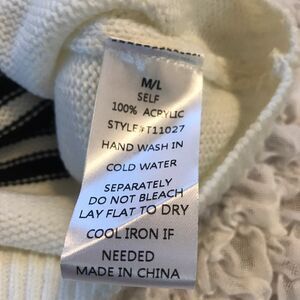 M/L
SELF
100% ACRYLIC
STYLE#T11027
HAND WASH IN
COLD WATER
SEPARATELY
DO NOT BLEACH
LAY FLAT TO DRY
COOL IRON IF
NEEDED
MADE IN CHINA